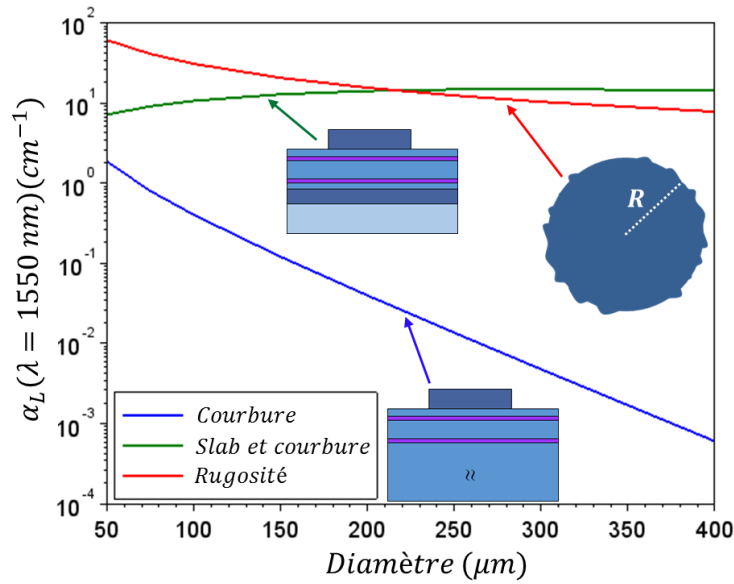 α_L(λ = 1550 nm)(cm⁻¹)
10²
10¹
10⁰
10⁻¹
10⁻²
10⁻³
10⁻⁴
R
≈
Courbure
Slab et courbure
Rugosité
50 100 150 200 250 300 350 400
Diamètre (μm)